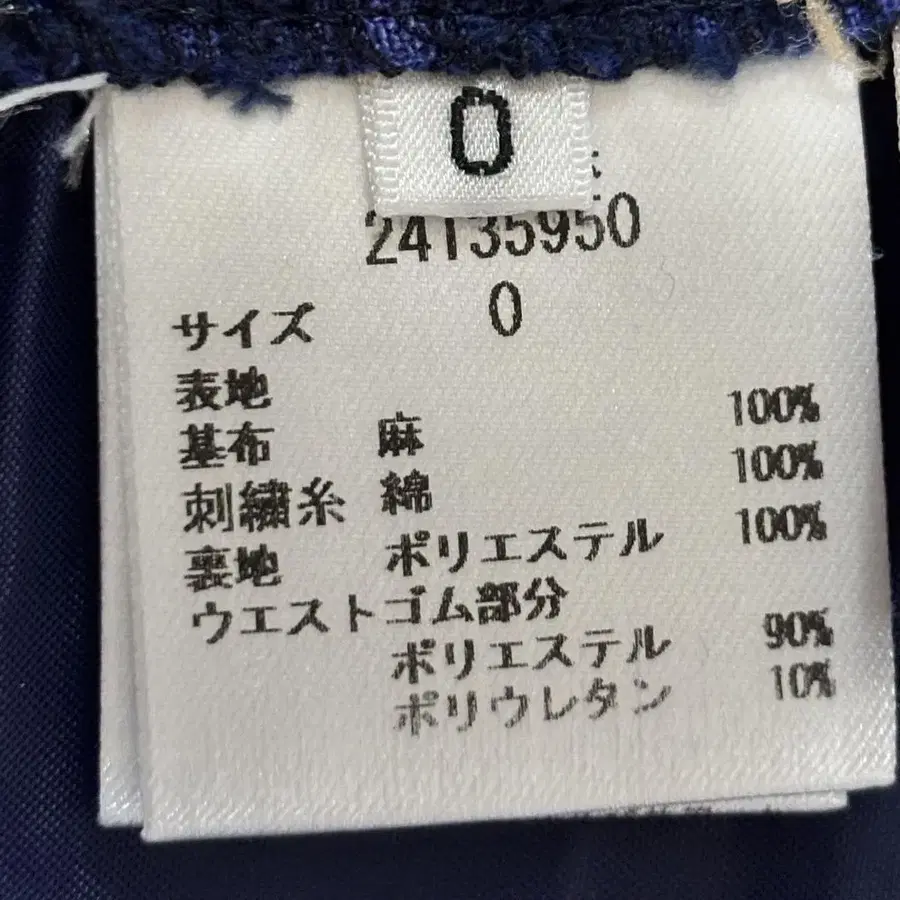 0
24135950
サイズ 0
表地
基布 麻 100%
刺繍糸 綿 100%
裏地 ポリエステル 100%
ウエストゴム部分
ポリエステル 90%
ポリウレタン 10%